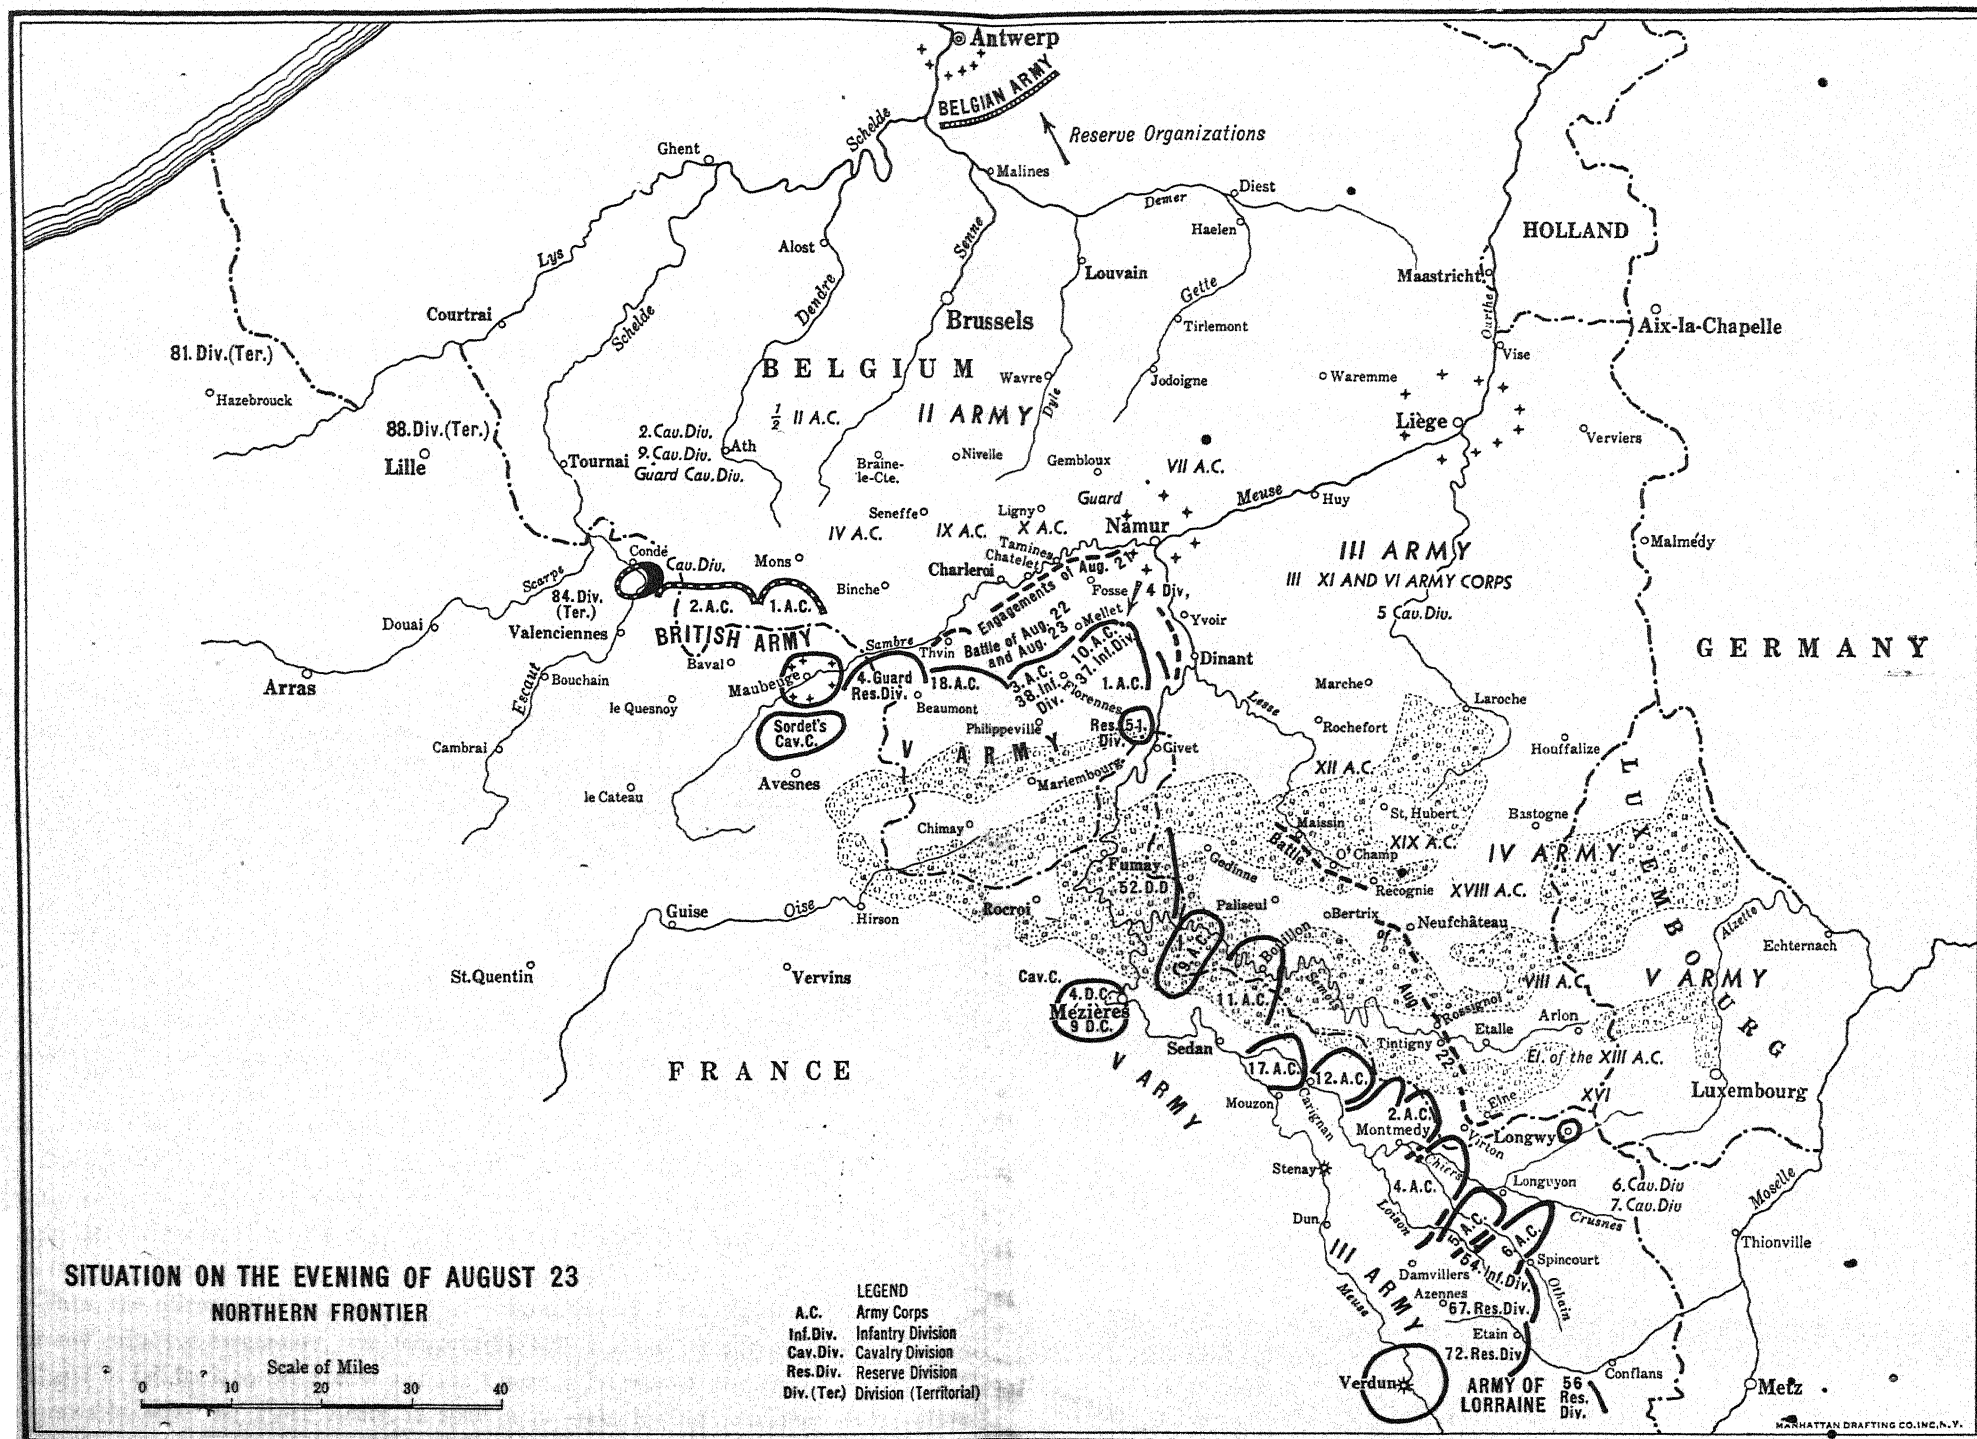 Antwerp
BELGIAN ARMY
Reserve Organizations
Schelde
Ghent
Malines
Demer
Diest
Haelen
HOLLAND
Alost
Senne
Lys
Louvain
Maastricht
Dendre
Gette
Courtrai
Schelde
Brussels
Tirlemont
Ourthe
Aix-la-Chapelle
Vise
81.Div.(Ter.)
Hazebrouck
BELGIUM
Wavre
Jodoigne
Waremme
Dyle
½ II A.C.
II ARMY
Liège
88.Div.(Ter.)
Lille
2.Cav.Div.
9.Cav.Div.
Guard Cav.Div.
Ath
Tournai
Braine-
le-Cte.
Nivelle
Gembloux
VII A.C.
Verviers
Guard
Meuse
Huy
Seneffe
Ligny
IV A.C.
IX A.C.
X A.C.
Namur
Malmédy
III ARMY
III XI AND VI ARMY CORPS
5 Cav.Div.
Condé
Cav.Div.
Mons
Tamines
Chatelet
Charleroi
Binche
Engagements of Aug. 21
Fosse
4 Div,
Scarpe
84.Div.
(Ter.)
2.A.C.
1.A.C.
Douai
Valenciennes
BRITISH ARMY
Sambre
Thvin
Battle of Aug. 22
and Aug. 23
Mellet
Yvoir
Dinant
GERMANY
Baval
Maubeuge
4.Guard
Res.Div.
18.A.C.
3.A.C.
38.Inf.
Div.
10.A.C.
37.Inf.Div.
1.A.C.
Florennes
Arras
Escaut
Bouchain
le Quesnoy
Beaumont
Marche
Lesse
Laroche
Sordet's
Cav.C.
Philippeville
Res.
Div.
51.
Rochefort
Cambrai
V ARMY
Givet
Houffalize
XII A.C.
Avesnes
Mariembourg
le Cateau
St.Hubert
Bastogne
Chimay
Maissin
LUXEMBOURG
XIX A.C.
IV ARMY
O'Champ
Battle of Aug. 22
Fumay
52.D.D
Gedinne
Recognie
XVIII A.C.
Guise
Oise
Hirson
Rocroi
Paliseul
Bertrix
Neufchâteau
Alzette
Echternach
9.A.C.
Bouillon
St.Quentin
Vervins
Cav.C.
4.D.C.
Mézières
9 D.C.
11.A.C.
Semois
VIII A.C.
V ARMY
Rossignol
Etalle
Arlon
Tintigny
El. of the XIII A.C.
Sedan
FRANCE
V ARMY
17.A.C.
12.A.C.
Luxembourg
Mouzon
Carignan
XVI
2.A.C.
Montmedy
Virton
Longwy
Stenay
Chiers
4.A.C.
Longuyon
6.Cav.Div
7.Cav.Div
Moselle
Crusnes
Loison
Dun
5.A.C.
6.A.C.
Thionville
III ARMY
Spincourt
54.Inf.Div.
Damvillers
Azennes
Othain
67.Res.Div.
Meuse
Etain
72.Res.Div
Conflans
Verdun
ARMY OF
LORRAINE
56
Res.
Div.
Metz
SITUATION ON THE EVENING OF AUGUST 23
NORTHERN FRONTIER
Scale of Miles
0 10 20 30 40
LEGEND
A.C. Army Corps
Inf.Div. Infantry Division
Cav.Div. Cavalry Division
Res.Div. Reserve Division
Div.(Ter.) Division (Territorial)
MANHATTAN DRAFTING CO.INC.N.Y.